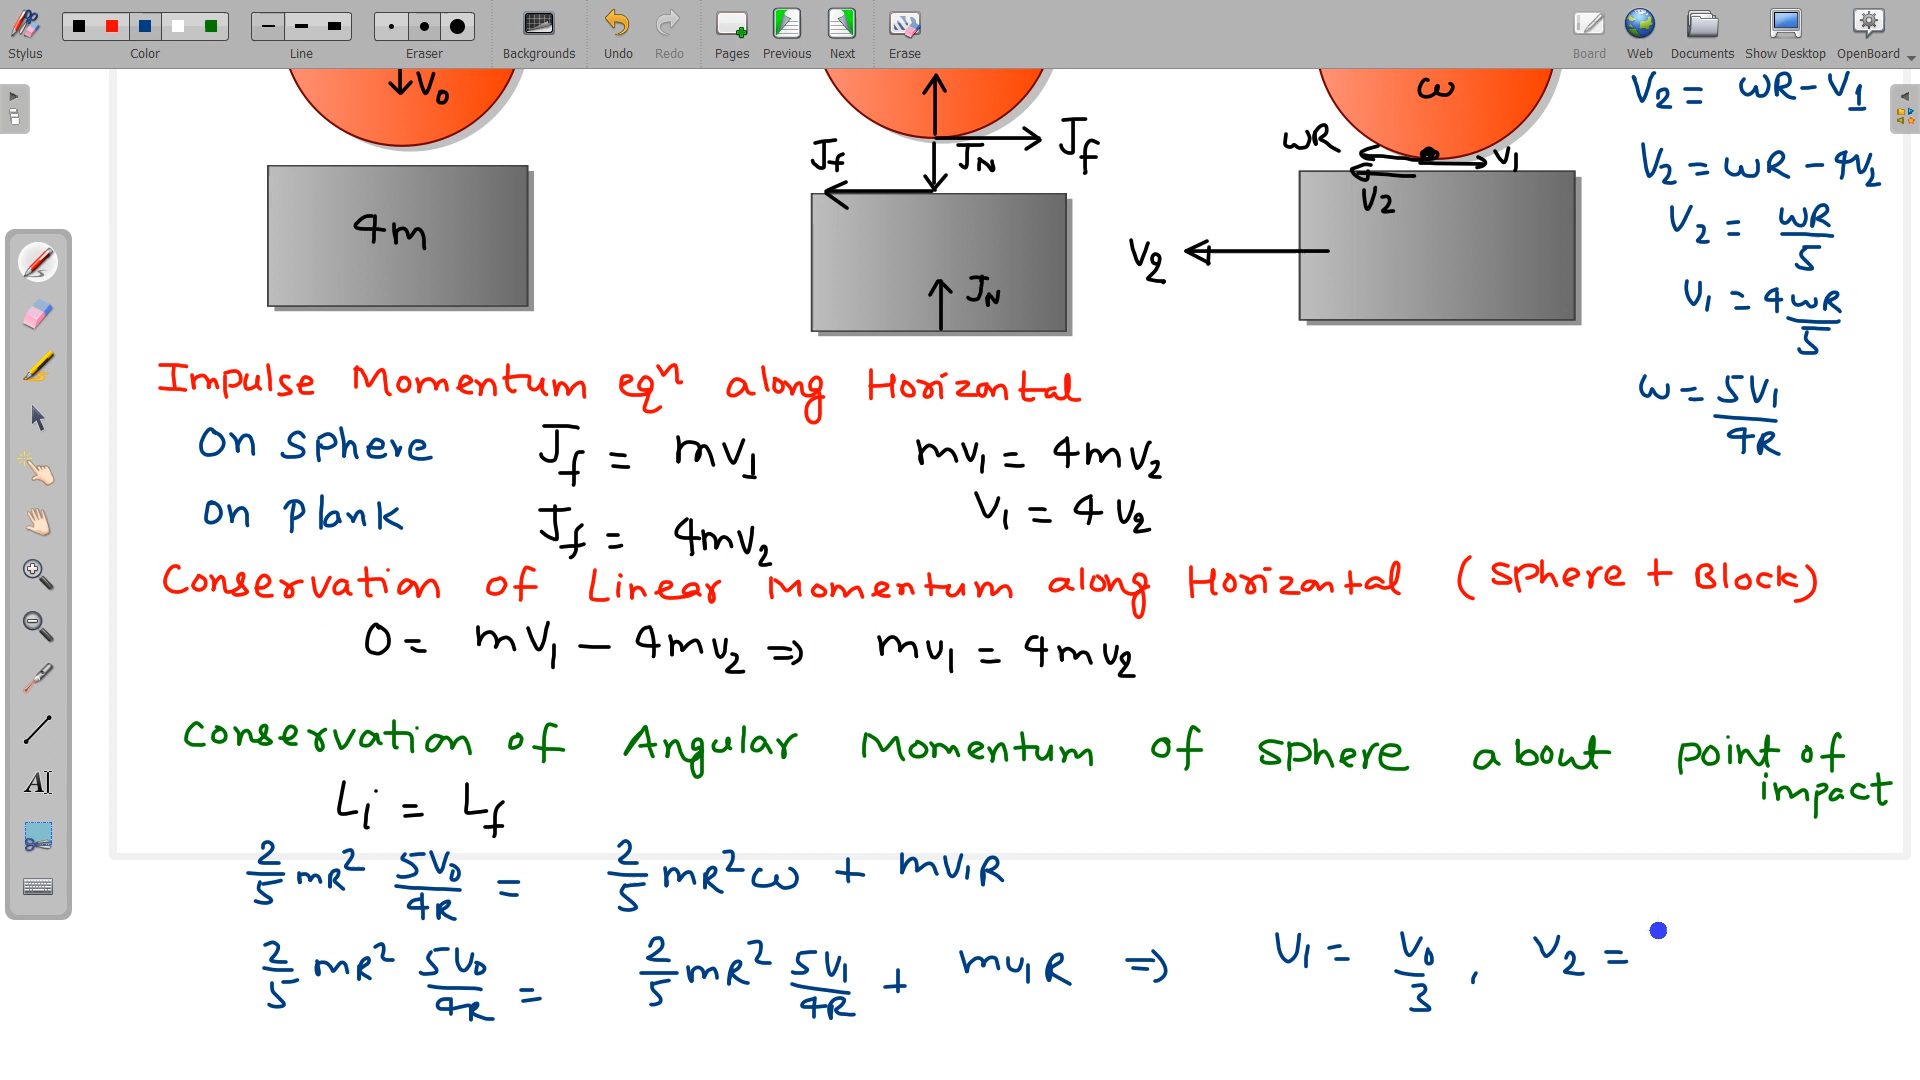 Stylus Color Line Eraser Backgrounds Undo Redo Pages Previous Next Erase Board Web Documents Show Desktop OpenBoard
V0
4m
Jf JN Jf
JN
ω
ωR V1
V2
V2
V2 = ωR - V1
V2 = ωR - 4V2
V2 = ωR/5
V1 = 4ωR/5
ω = 5V1/4R
Impulse Momentum eqⁿ along Horizontal
On Sphere Jf = mV1 mV1 = 4mV2
On Plank Jf = 4mV2 V1 = 4V2
Conservation of Linear Momentum along Horizontal (Sphere + Block)
0 = mV1 - 4mV2 ⇒ mV1 = 4mV2
Conservation of Angular Momentum of Sphere about point of impact
Li = Lf
2/5 mR² 5V0/4R = 2/5 mR²ω + mV1R
2/5 mR² 5V0/4R = 2/5 mR² 5V1/4R + mV1R ⇒ V1 = V0/3 , V2 =